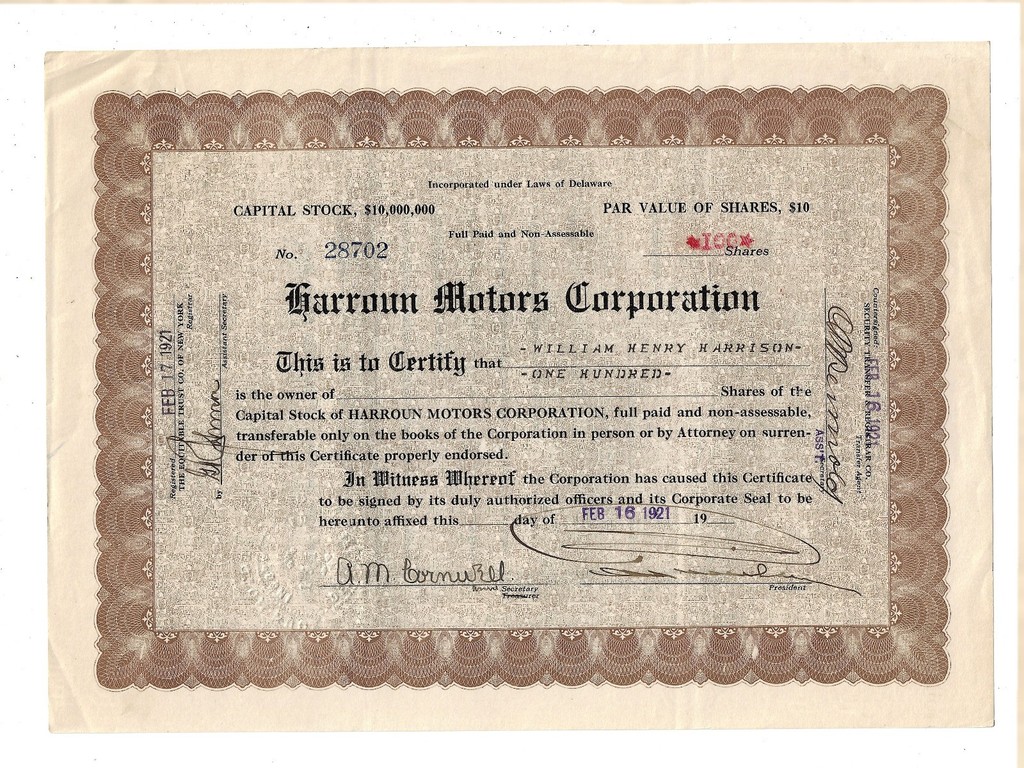 Incorporated under Laws of Delaware
CAPITAL STOCK, $10,000,000 PAR VALUE OF SHARES, $10
Full Paid and Non-Assessable
No. 28702 *100* Shares
Harroun Motors Corporation
This is to Certify that -WILLIAM HENRY HARRISON-
is the owner of -ONE HUNDRED- Shares of the
Capital Stock of HARROUN MOTORS CORPORATION, full paid and non-assessable,
transferable only on the books of the Corporation in person or by Attorney on surren-
der of this Certificate properly endorsed.
In Witness Whereof the Corporation has caused this Certificate
to be signed by its duly authorized officers and its Corporate Seal to be
hereunto affixed this day of FEB 16 1921 19
A.M. Cornwell.
Secretary
Treasurer
President
Registered FEB 17 1921
THE EQUITABLE TRUST CO. OF NEW YORK
Registrar
by
Assistant Secretary
Countersigned FEB 16 1921
SECURITY TRANSFER & REGISTRAR CO.
Transfer Agent
ASST. Secretary